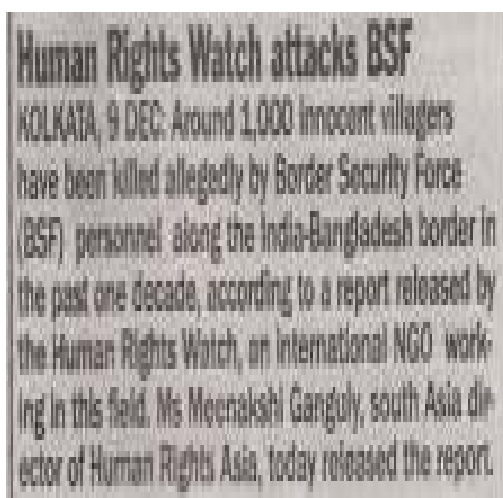 Human Rights Watch attacks BSF
KOLKATA, 9 DEC: Around 1,000 innocent villagers
have been killed allegedly by Border Security Force
(BSF) personnel along the India-Bangladesh border in
the past one decade, according to a report released by
the Human Rights Watch, an international NGO work-
ing in this field. Ms Meenakshi Ganguly, south Asia dir-
ector of Human Rights Asia, today released the report.